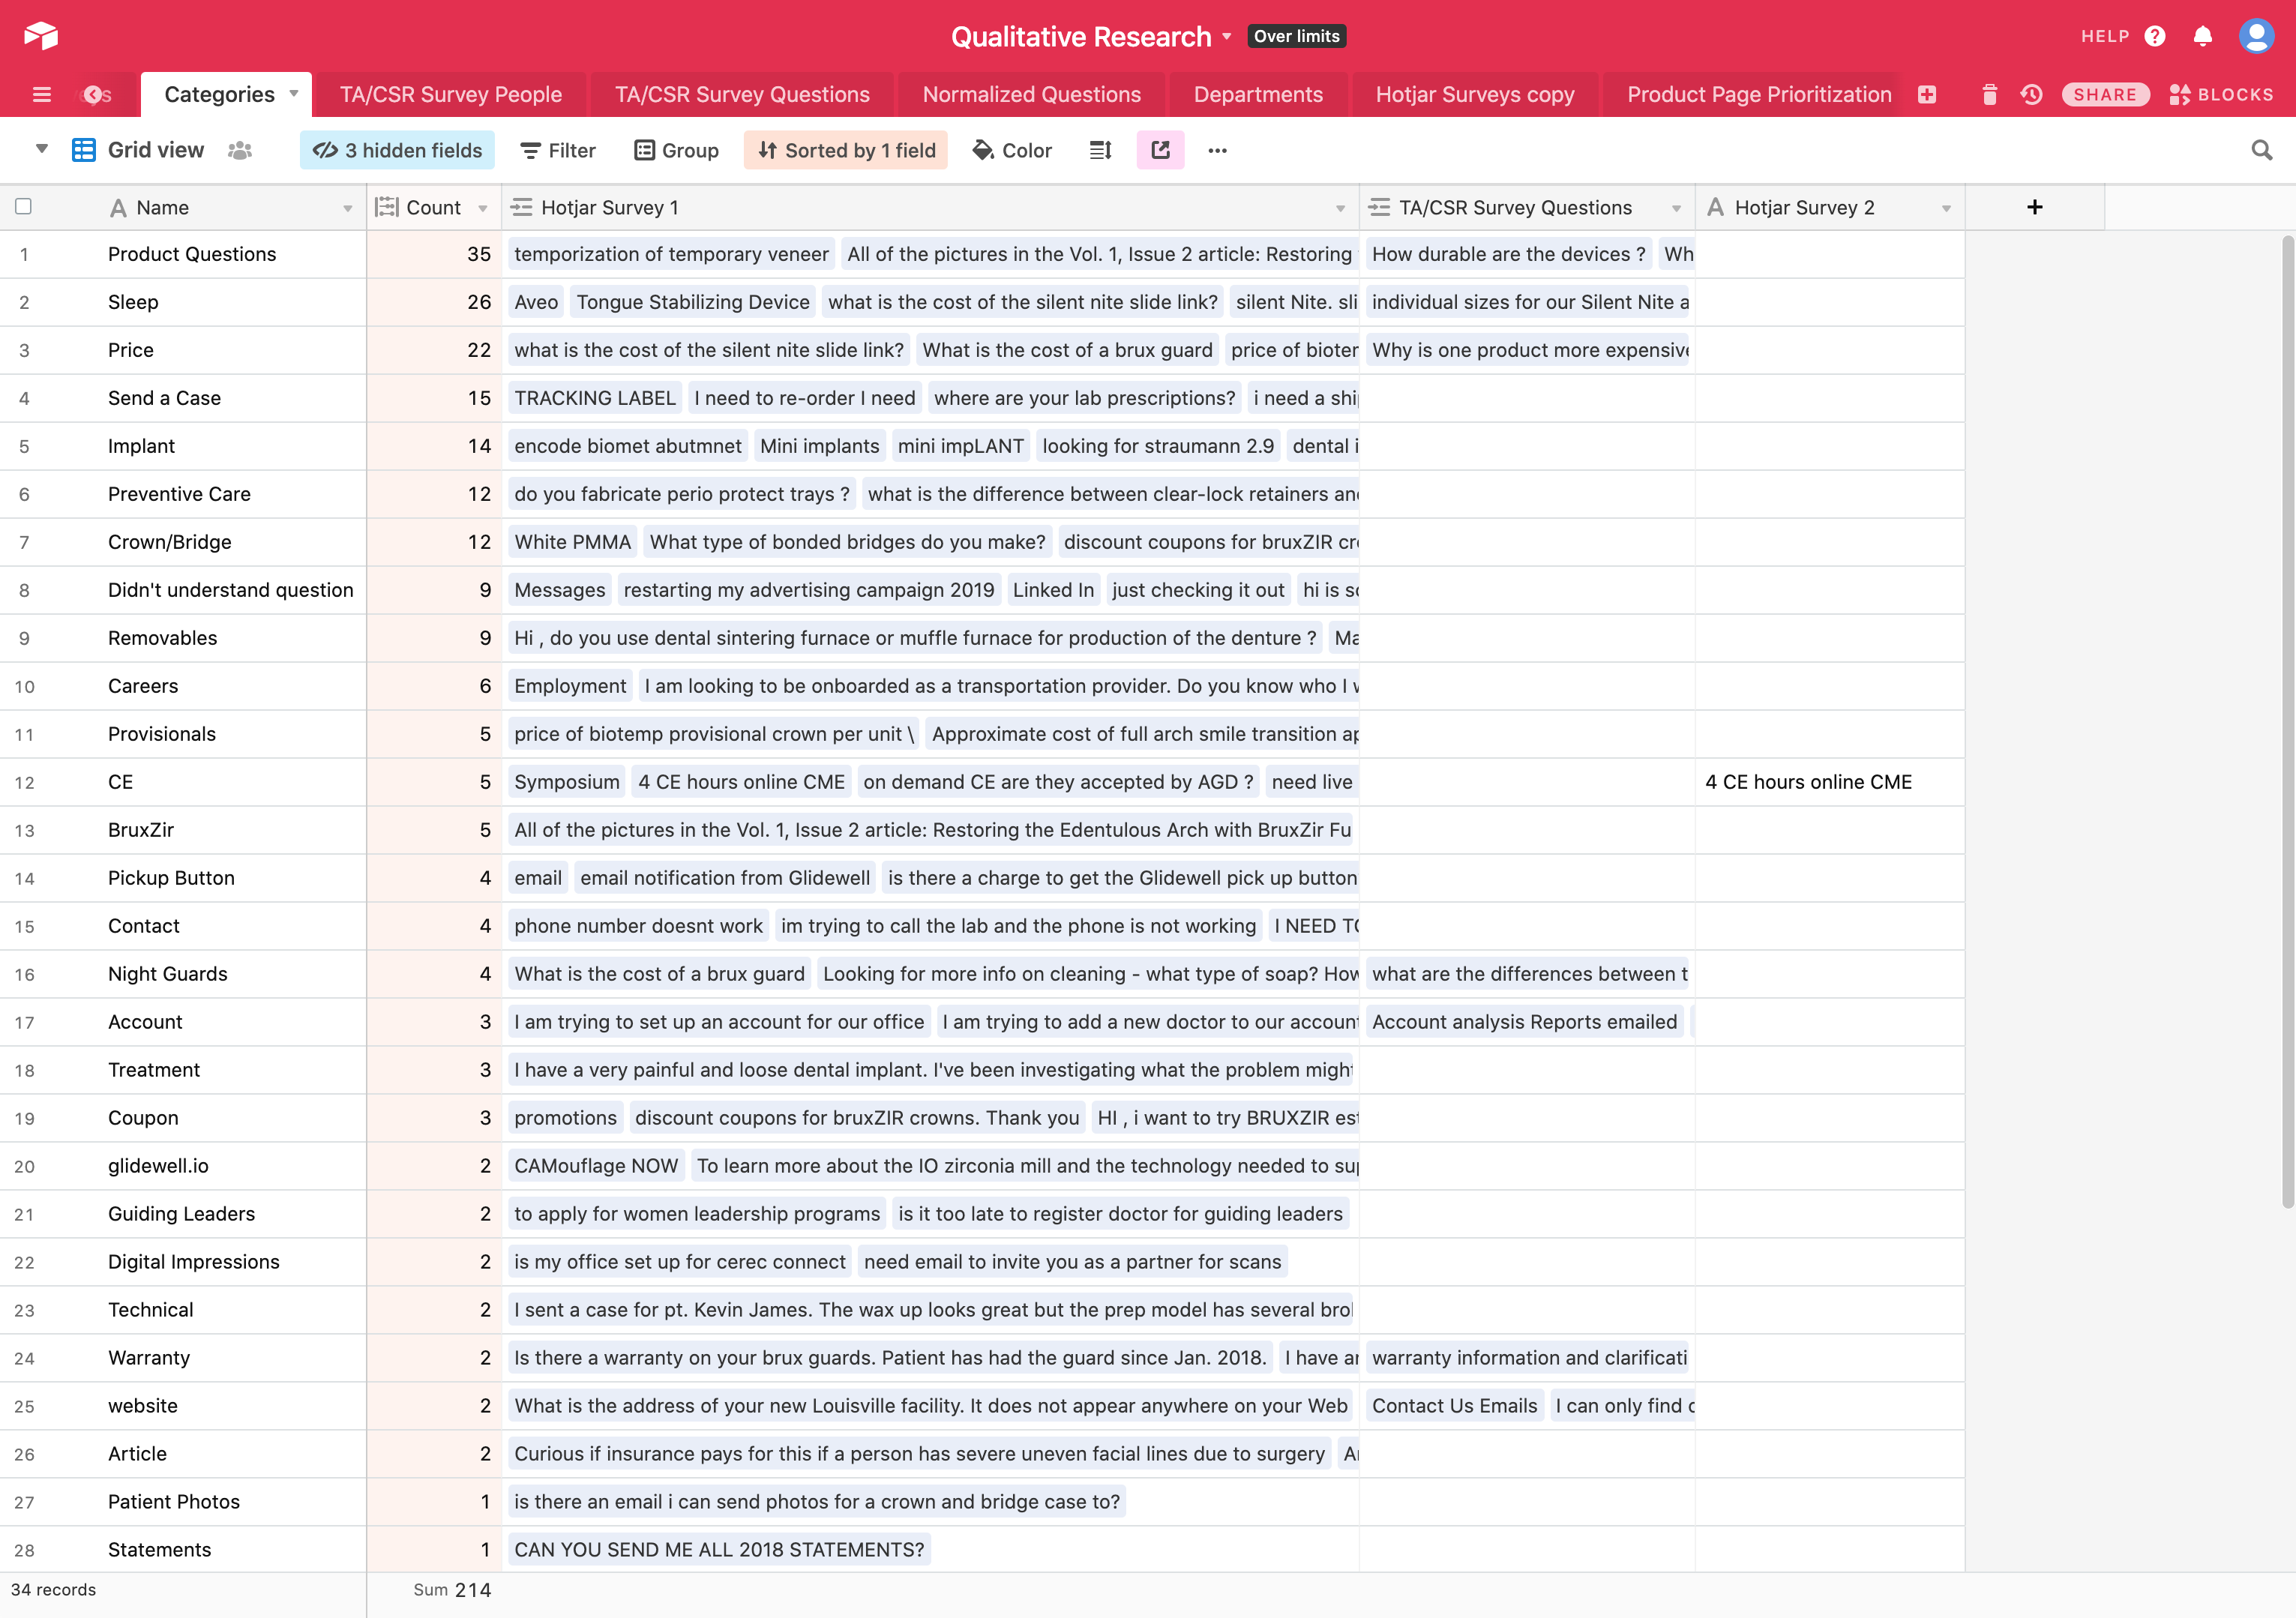 Qualitative Research Over limits HELP
Categories TA/CSR Survey People TA/CSR Survey Questions Normalized Questions Departments Hotjar Surveys copy Product Page Prioritization SHARE BLOCKS
Grid view 3 hidden fields Filter Group Sorted by 1 field Color
Name Count Hotjar Survey 1 TA/CSR Survey Questions Hotjar Survey 2
1 Product Questions 35 temporization of temporary veneer All of the pictures in the Vol. 1, Issue 2 article: Restoring How durable are the devices ? Wh
2 Sleep 26 Aveo Tongue Stabilizing Device what is the cost of the silent nite slide link? silent Nite. sli individual sizes for our Silent Nite a
3 Price 22 what is the cost of the silent nite slide link? What is the cost of a brux guard price of bioter Why is one product more expensive
4 Send a Case 15 TRACKING LABEL I need to re-order I need where are your lab prescriptions? i need a shi
5 Implant 14 encode biomet abutmnet Mini implants mini impLANT looking for straumann 2.9 dental i
6 Preventive Care 12 do you fabricate perio protect trays ? what is the difference between clear-lock retainers and
7 Crown/Bridge 12 White PMMA What type of bonded bridges do you make? discount coupons for bruxZIR cr
8 Didn't understand question 9 Messages restarting my advertising campaign 2019 Linked In just checking it out hi is so
9 Removables 9 Hi , do you use dental sintering furnace or muffle furnace for production of the denture ? Ma
10 Careers 6 Employment I am looking to be onboarded as a transportation provider. Do you know who I w
11 Provisionals 5 price of biotemp provisional crown per unit \ Approximate cost of full arch smile transition ap
12 CE 5 Symposium 4 CE hours online CME on demand CE are they accepted by AGD ? need live 4 CE hours online CME
13 BruxZir 5 All of the pictures in the Vol. 1, Issue 2 article: Restoring the Edentulous Arch with BruxZir Fu
14 Pickup Button 4 email email notification from Glidewell is there a charge to get the Glidewell pick up button
15 Contact 4 phone number doesnt work im trying to call the lab and the phone is not working I NEED TO
16 Night Guards 4 What is the cost of a brux guard Looking for more info on cleaning - what type of soap? How what are the differences between t
17 Account 3 I am trying to set up an account for our office I am trying to add a new doctor to our account Account analysis Reports emailed
18 Treatment 3 I have a very painful and loose dental implant. I've been investigating what the problem might
19 Coupon 3 promotions discount coupons for bruxZIR crowns. Thank you HI , i want to try BRUXZIR est
20 glidewell.io 2 CAMouflage NOW To learn more about the IO zirconia mill and the technology needed to sup
21 Guiding Leaders 2 to apply for women leadership programs is it too late to register doctor for guiding leaders
22 Digital Impressions 2 is my office set up for cerec connect need email to invite you as a partner for scans
23 Technical 2 I sent a case for pt. Kevin James. The wax up looks great but the prep model has several bro
24 Warranty 2 Is there a warranty on your brux guards. Patient has had the guard since Jan. 2018. I have an warranty information and clarificati
25 website 2 What is the address of your new Louisville facility. It does not appear anywhere on your Web Contact Us Emails I can only find
26 Article 2 Curious if insurance pays for this if a person has severe uneven facial lines due to surgery
27 Patient Photos 1 is there an email i can send photos for a crown and bridge case to?
28 Statements 1 CAN YOU SEND ME ALL 2018 STATEMENTS?
34 records Sum 214